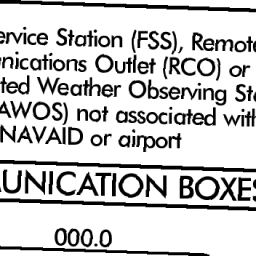 ervice Station (FSS), Remote
nications Outlet (RCO) or
ted Weather Observing Sta
AWOS) not associated with
NAVAID or airport
UNICATION BOXES
000.0